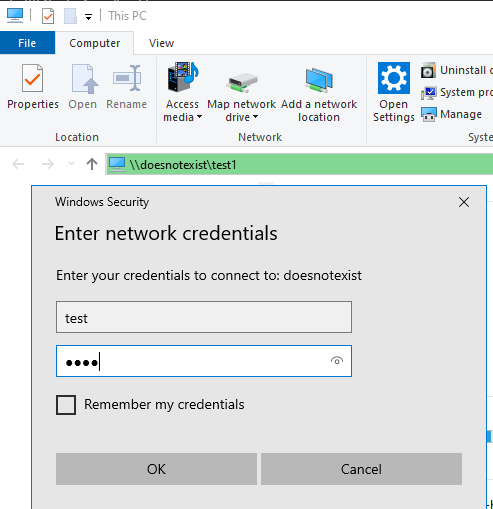 This PC
File Computer View
Properties Open Rename
Access media Map network drive Add a network location
Open Settings
Uninstall
System
Manage
Location Network
\\doesnotexist\test1
Windows Security
Enter network credentials
Enter your credentials to connect to: doesnotexist
test
Remember my credentials
OK Cancel